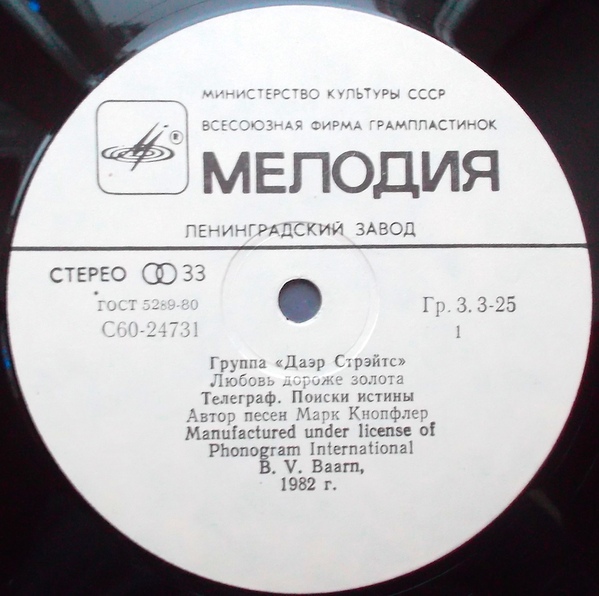 МИНИСТЕРСТВО КУЛЬТУРЫ СССР
ВСЕСОЮЗНАЯ ФИРМА ГРАМПЛАСТИНОК
®
МЕЛОДИЯ
ЛЕНИНГРАДСКИЙ ЗАВОД
СТЕРЕО 33
ГОСТ 5289-80
С60-24731
Гр. 3. 3-25
1
Группа «Даэр Стрэйтс»
Любовь дороже золота
Телеграф. Поиски истины
Автор песен Марк Кнопфлер
Manufactured under license of
Phonogram International
B. V. Baarn,
1982 г.